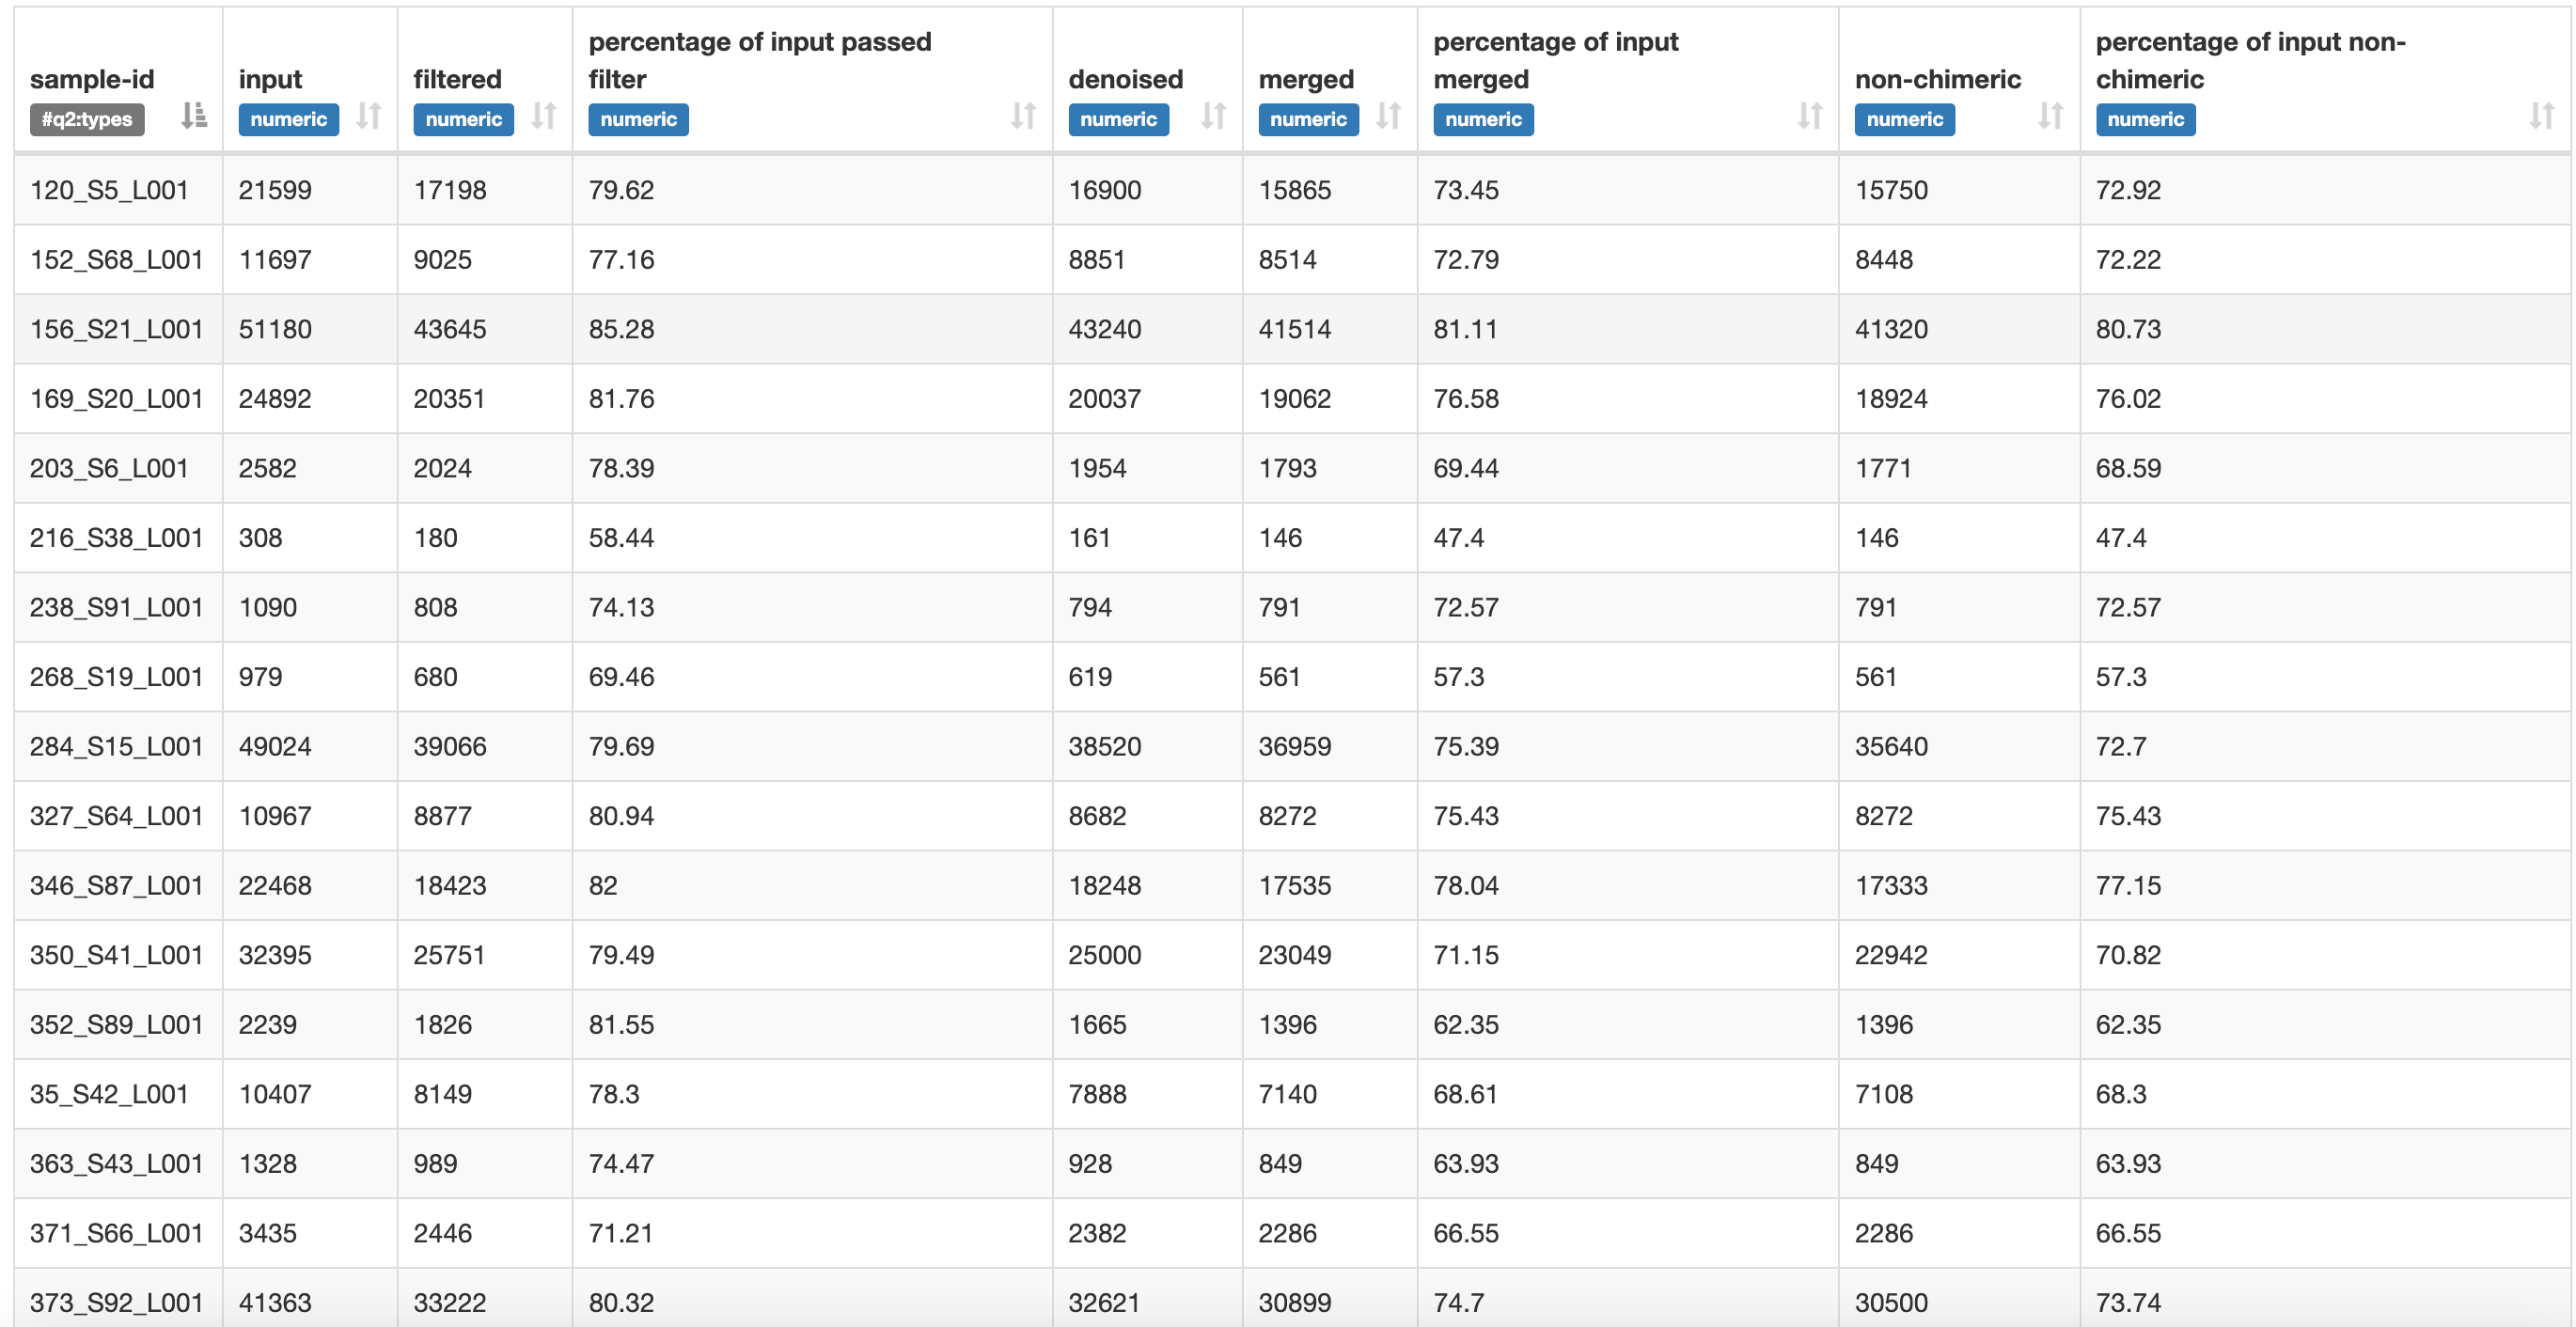 sample-id input filtered percentage of input passed filter denoised merged percentage of input merged non-chimeric percentage of input non-chimeric
#q2:types numeric numeric numeric numeric numeric numeric numeric numeric
120_S5_L001 21599 17198 79.62 16900 15865 73.45 15750 72.92
152_S68_L001 11697 9025 77.16 8851 8514 72.79 8448 72.22
156_S21_L001 51180 43645 85.28 43240 41514 81.11 41320 80.73
169_S20_L001 24892 20351 81.76 20037 19062 76.58 18924 76.02
203_S6_L001 2582 2024 78.39 1954 1793 69.44 1771 68.59
216_S38_L001 308 180 58.44 161 146 47.4 146 47.4
238_S91_L001 1090 808 74.13 794 791 72.57 791 72.57
268_S19_L001 979 680 69.46 619 561 57.3 561 57.3
284_S15_L001 49024 39066 79.69 38520 36959 75.39 35640 72.7
327_S64_L001 10967 8877 80.94 8682 8272 75.43 8272 75.43
346_S87_L001 22468 18423 82 18248 17535 78.04 17333 77.15
350_S41_L001 32395 25751 79.49 25000 23049 71.15 22942 70.82
352_S89_L001 2239 1826 81.55 1665 1396 62.35 1396 62.35
35_S42_L001 10407 8149 78.3 7888 7140 68.61 7108 68.3
363_S43_L001 1328 989 74.47 928 849 63.93 849 63.93
371_S66_L001 3435 2446 71.21 2382 2286 66.55 2286 66.55
373_S92_L001 41363 33222 80.32 32621 30899 74.7 30500 73.74